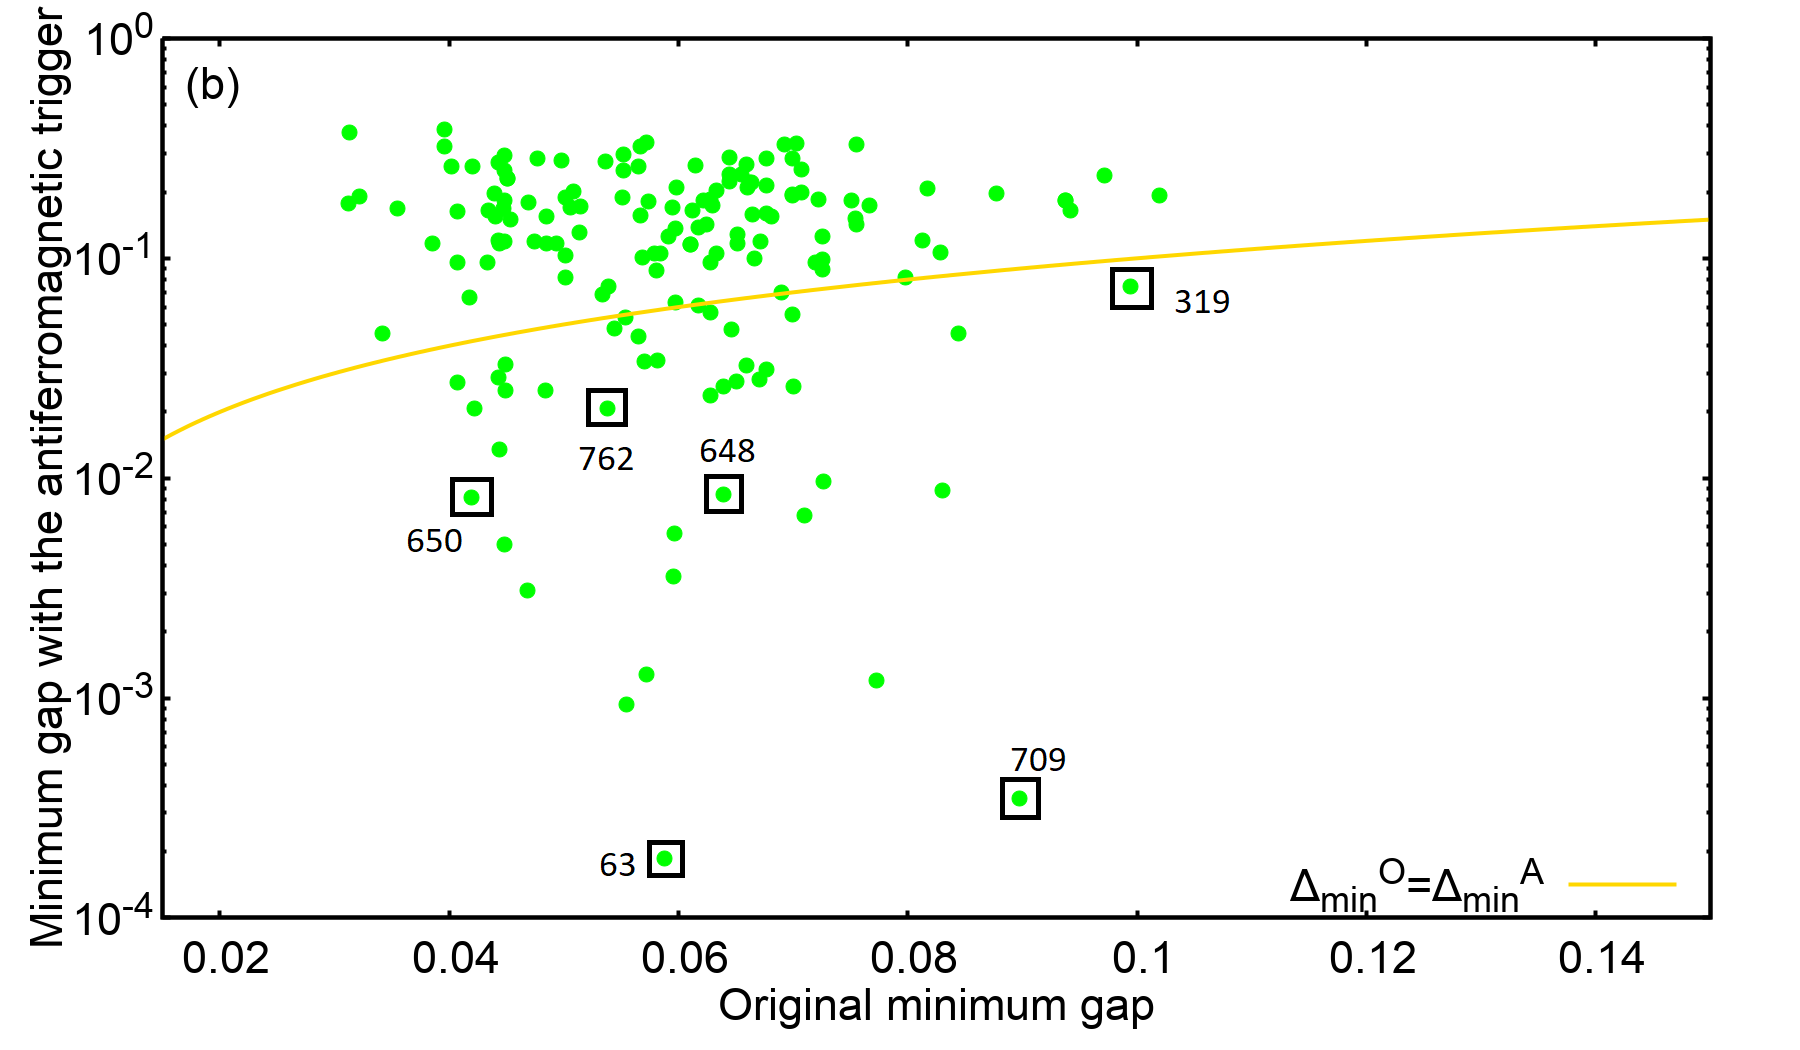 Minimum gap with the antiferromagnetic trigger
10^0
(b)
10^-1
319
762
648
10^-2
650
10^-3
709
63
Δ_min^O=Δ_min^A
10^-4
0.02 0.04 0.06 0.08 0.1 0.12 0.14
Original minimum gap